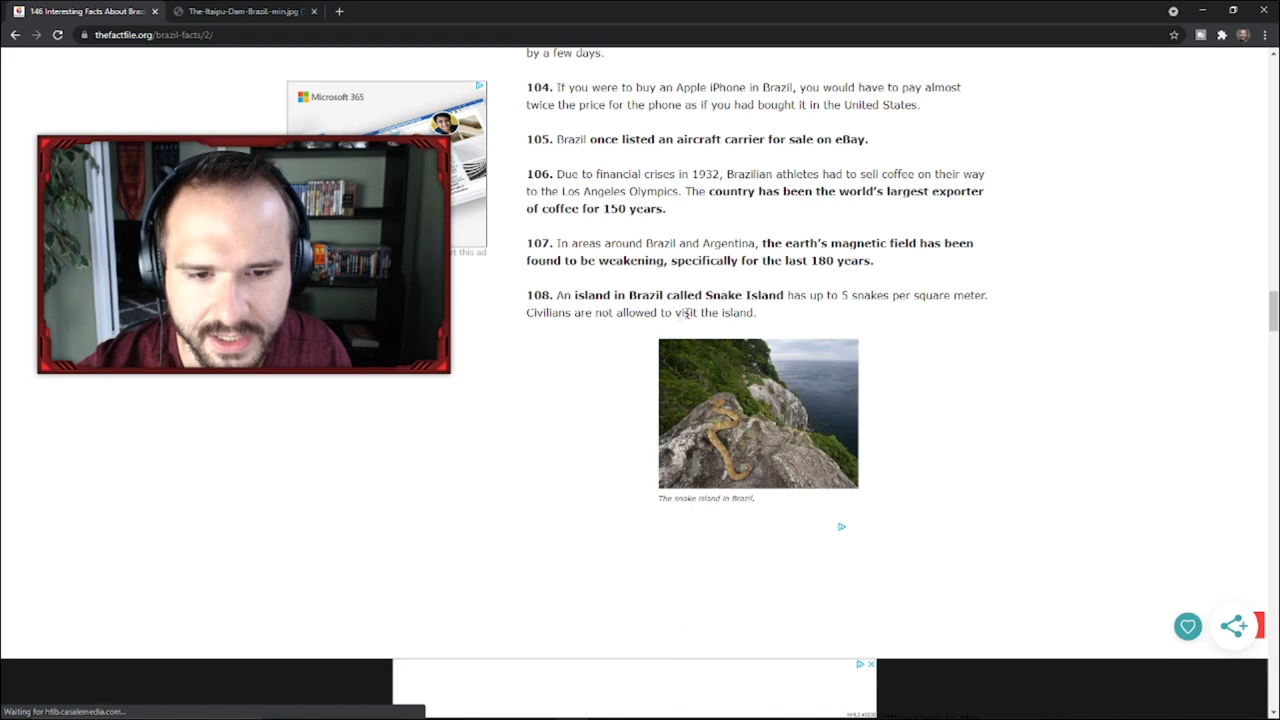 146 Interesting Facts About Braz
The-Itaipu-Dam-Brazil-min.jpg (
thefactfile.org/brazil-facts/2/
by a few days.
Microsoft 365
104. If you were to buy an Apple iPhone in Brazil, you would have to pay almost
twice the price for the phone as if you had bought it in the United States.
105. Brazil once listed an aircraft carrier for sale on eBay.
106. Due to financial crises in 1932, Brazilian athletes had to sell coffee on their way
to the Los Angeles Olympics. The country has been the world's largest exporter
of coffee for 150 years.
107. In areas around Brazil and Argentina, the earth's magnetic field has been
found to be weakening, specifically for the last 180 years.
t this ad
108. An island in Brazil called Snake Island has up to 5 snakes per square meter.
Civilians are not allowed to visit the island.
The snake island in Brazil.
Waiting for htlb.casalemedia.com...